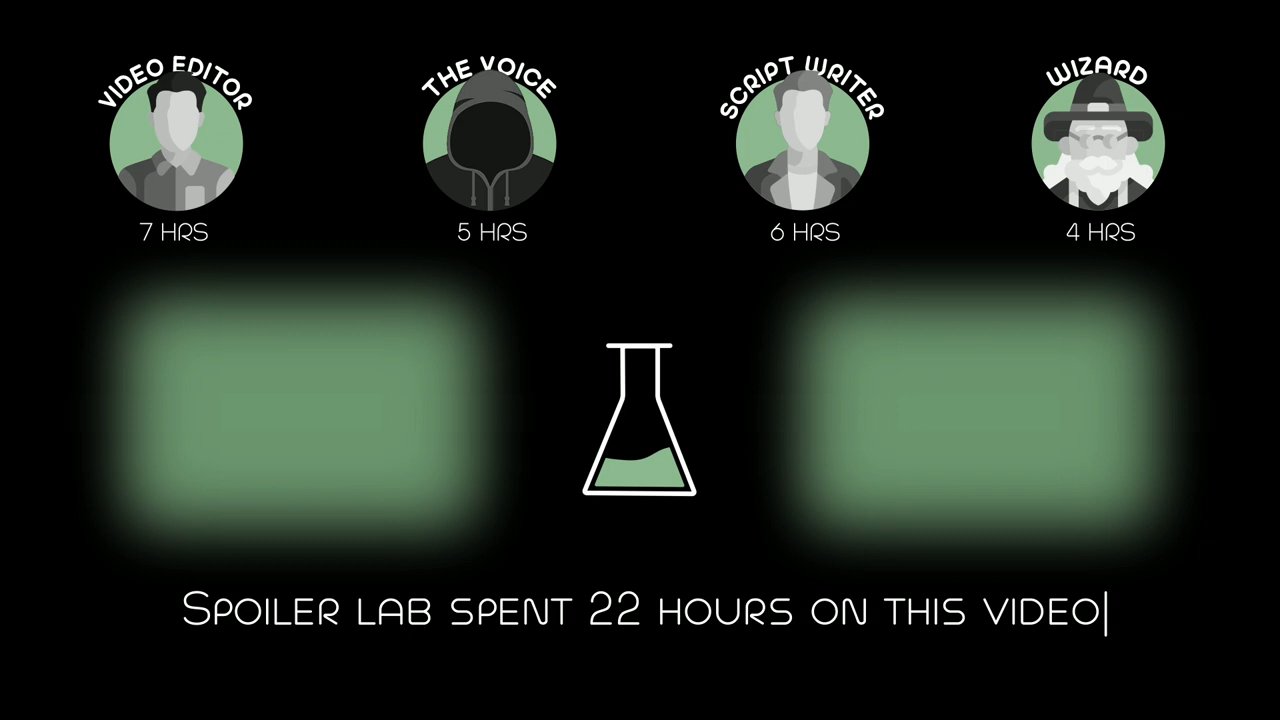 VIDEO EDITOR
THE VOICE
SCRIPT WRITER
WIZARD
7 HRS
5 HRS
6 HRS
4 HRS
SPOILER LAB SPENT 22 HOURS ON THIS VIDEO|